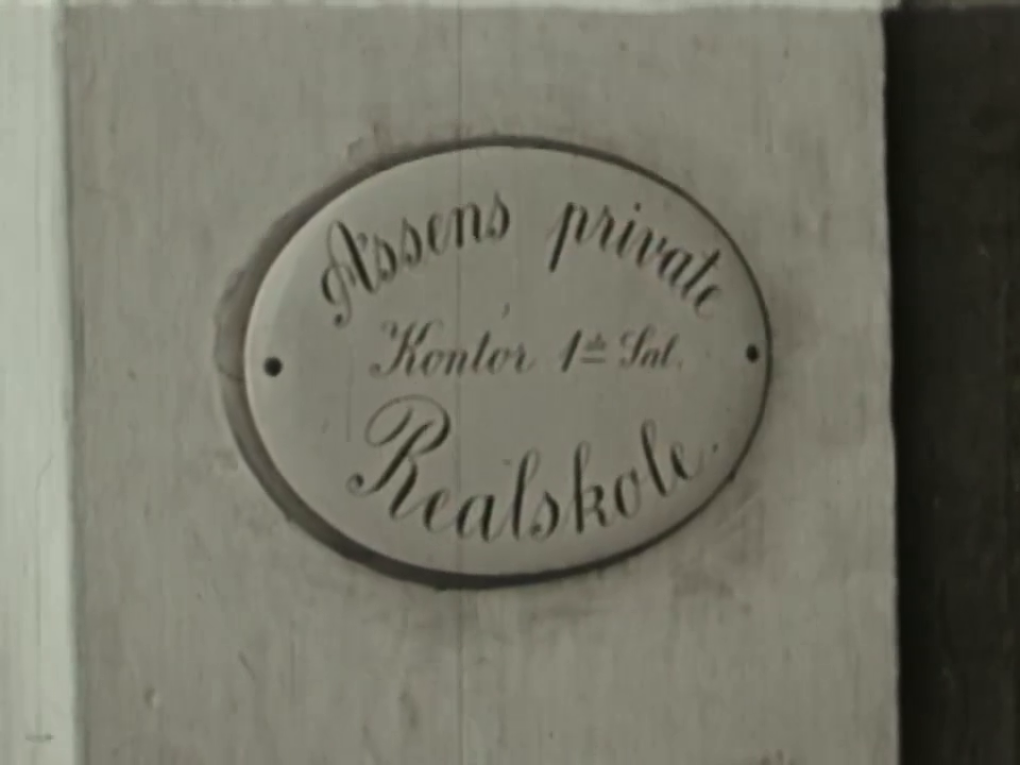 Assens private
Kontor 1ste Sal.
Realskole.